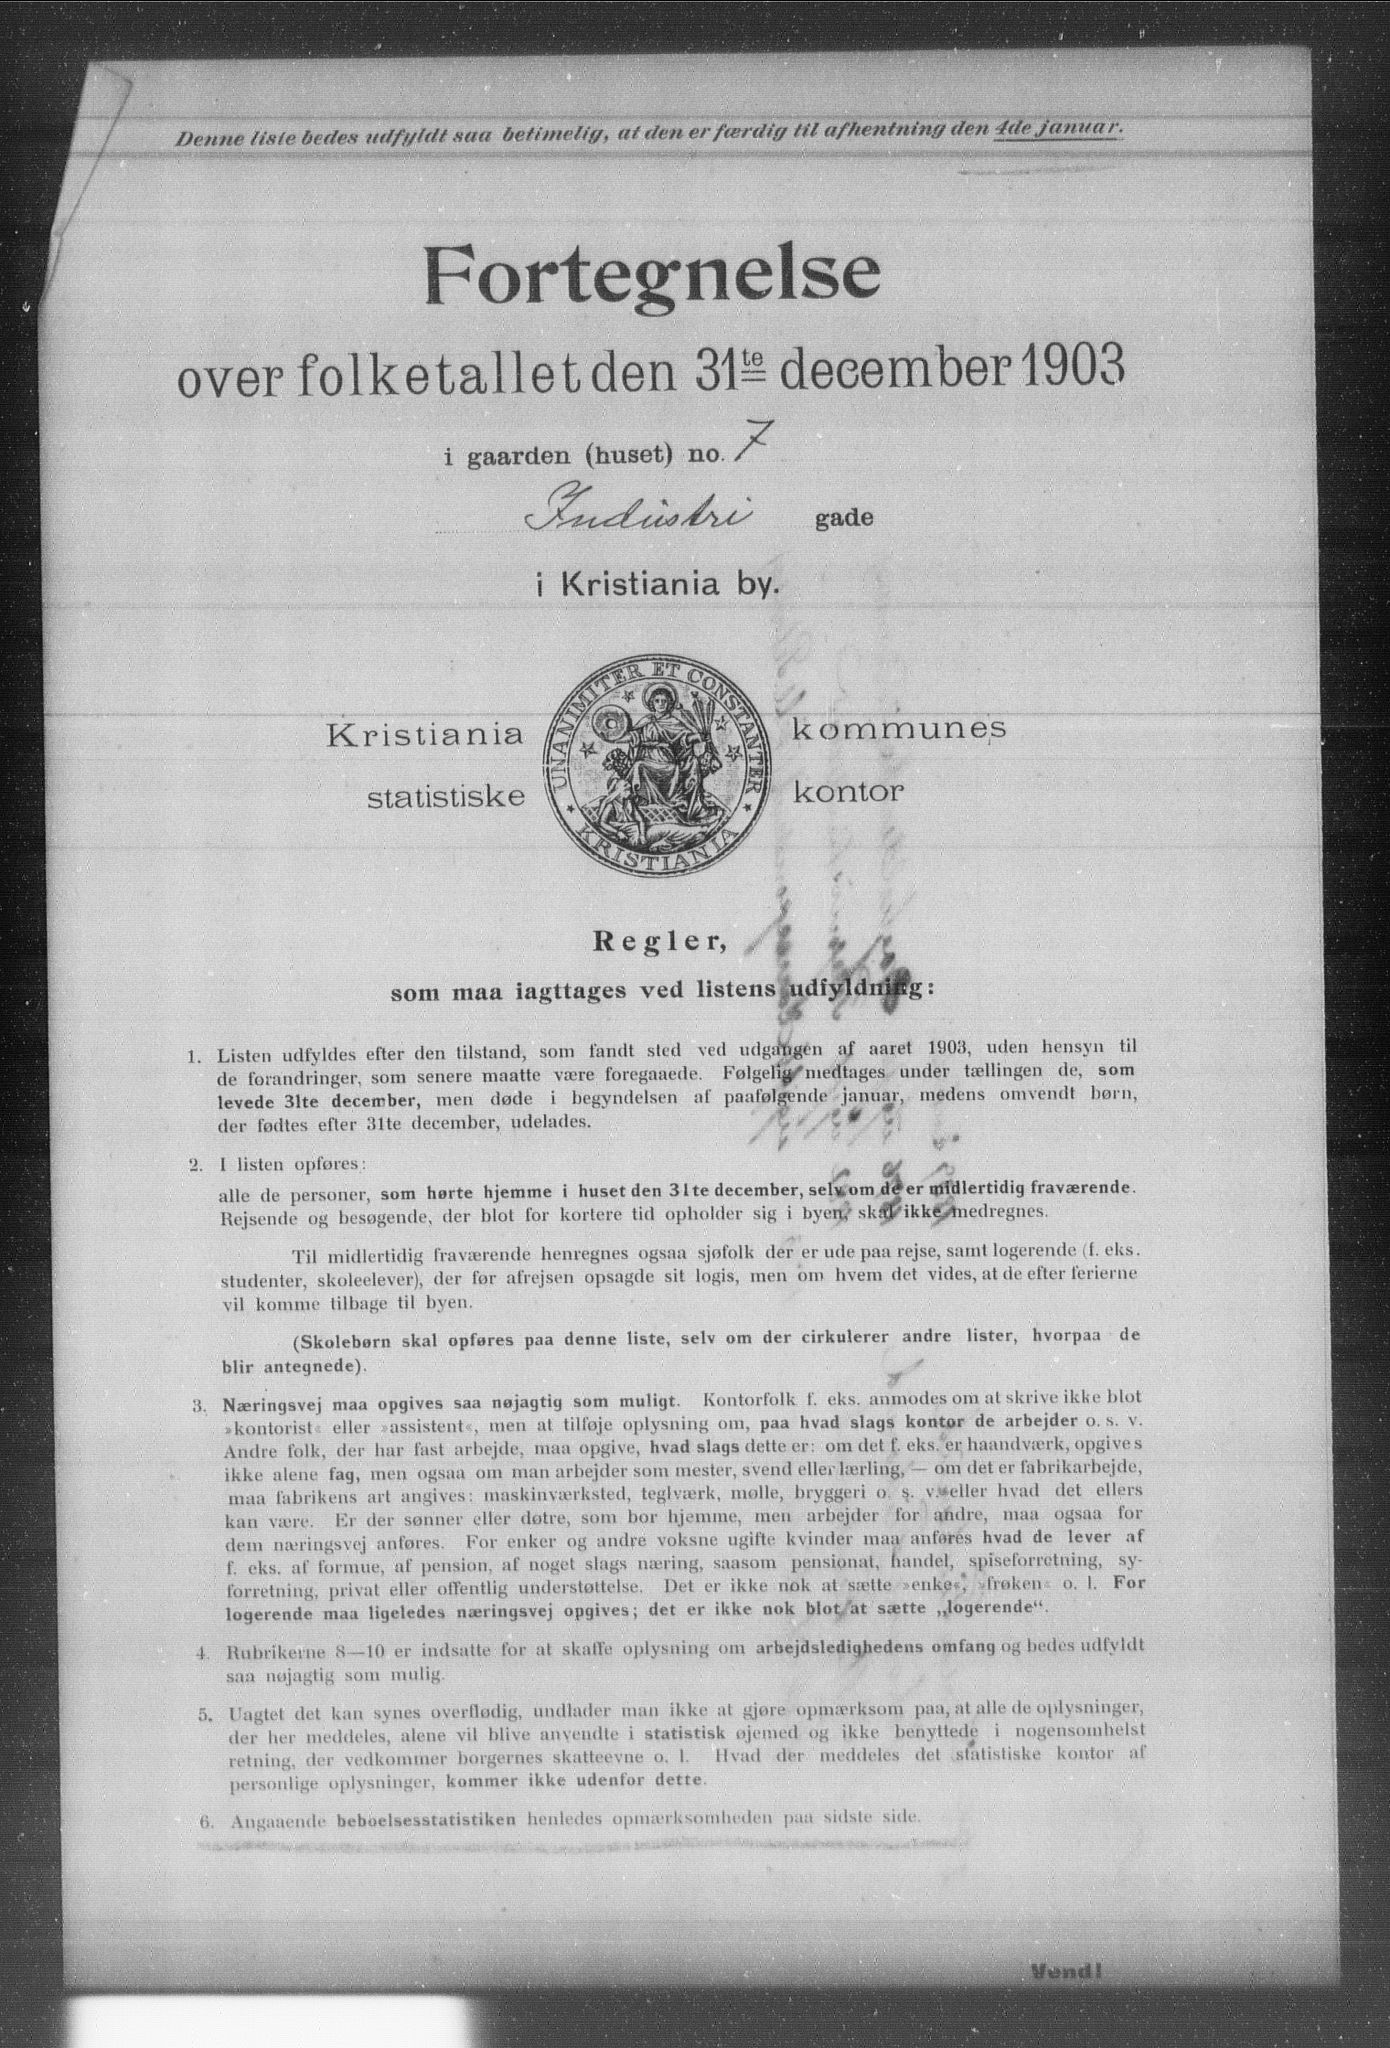 Denne liste bedes udfyldt saa betimelig, at den er færdig til afhentning den 4de januar.
Fortegnelse
over folketallet den 31te december 1903
i gaarden (huset) no. 7
Industri gade
i Kristiania by.
UNANIMITER ET CONSTANTER
KRISTIANIA
Kristiania kommunes
statistiske kontor
Regler,
som maa iagttages ved listens udfyldning:
1. Listen udfyldes efter den tilstand, som fandt sted ved udgangen af aaret 1903, uden hensyn til
de forandringer, som senere maatte være foregaaede. Følgelig medtages under tællingen de, som
levede 31te december, men døde i begyndelsen af paafølgende januar, medens omvendt børn,
der fødtes efter 31te december, udelades.
2. I listen opføres:
alle de personer, som hørte hjemme i huset den 31te december, selv om de er midlertidig fraværende.
Rejsende og besøgende, der blot for kortere tid opholder sig i byen, skal ikke medregnes.
Til midlertidig fraværende henregnes ogsaa sjøfolk der er ude paa rejse, samt logerende (f. eks.
studenter, skoleelever), der før afrejsen opsagde sit logis, men om hvem det vides, at de efter ferierne
vil komme tilbage til byen.
(Skolebørn skal opføres paa denne liste, selv om der cirkulerer andre lister, hvorpaa de
blir antegnede).
3. Næringsvej maa opgives saa nøjagtig som muligt. Kontorfolk f. eks. anmodes om at skrive ikke blot
»kontorist« eller »assistent«, men at tilføje oplysning om, paa hvad slags kontor de arbejder o. s. v.
Andre folk, der har fast arbejde, maa opgive, hvad slags dette er: om det f. eks. er haandværk, opgives
ikke alene fag, men ogsaa om man arbejder som mester, svend eller lærling, — om det er fabrikarbejde,
maa fabrikens art angives: maskinværksted, teglværk, mølle, bryggeri o. s. v. eller hvad det ellers
kan være. Er der sønner eller døtre, som bor hjemme, men arbejder for andre, maa ogsaa for
dem næringsvej anføres. For enker og andre voksne ugifte kvinder maa anføres hvad de lever af
f. eks. af formue, af pension, af noget slags næring, saasom pensionat, handel, spiseforretning, sy-
forretning, privat eller offentlig understøttelse. Det er ikke nok at sætte »enke«, »frøken« o. l. For
logerende maa ligeledes næringsvej opgives; det er ikke nok blot at sætte „logerende“.
4. Rubrikerne 8—10 er indsatte for at skaffe oplysning om arbejdsledighedens omfang og bedes udfyldt
saa nøjagtig som mulig.
5. Uagtet det kan synes overflødig, undlader man ikke at gjøre opmærksom paa, at alle de oplysninger,
der her meddeles, alene vil blive anvendte i statistisk øjemed og ikke benyttede i nogensomhelst
retning, der vedkommer borgernes skatteevne o. l. Hvad der meddeles det statistiske kontor af
personlige oplysninger, kommer ikke udenfor dette.
6. Angaaende beboelsesstatistiken henledes opmærksomheden paa sidste side.
Vend!